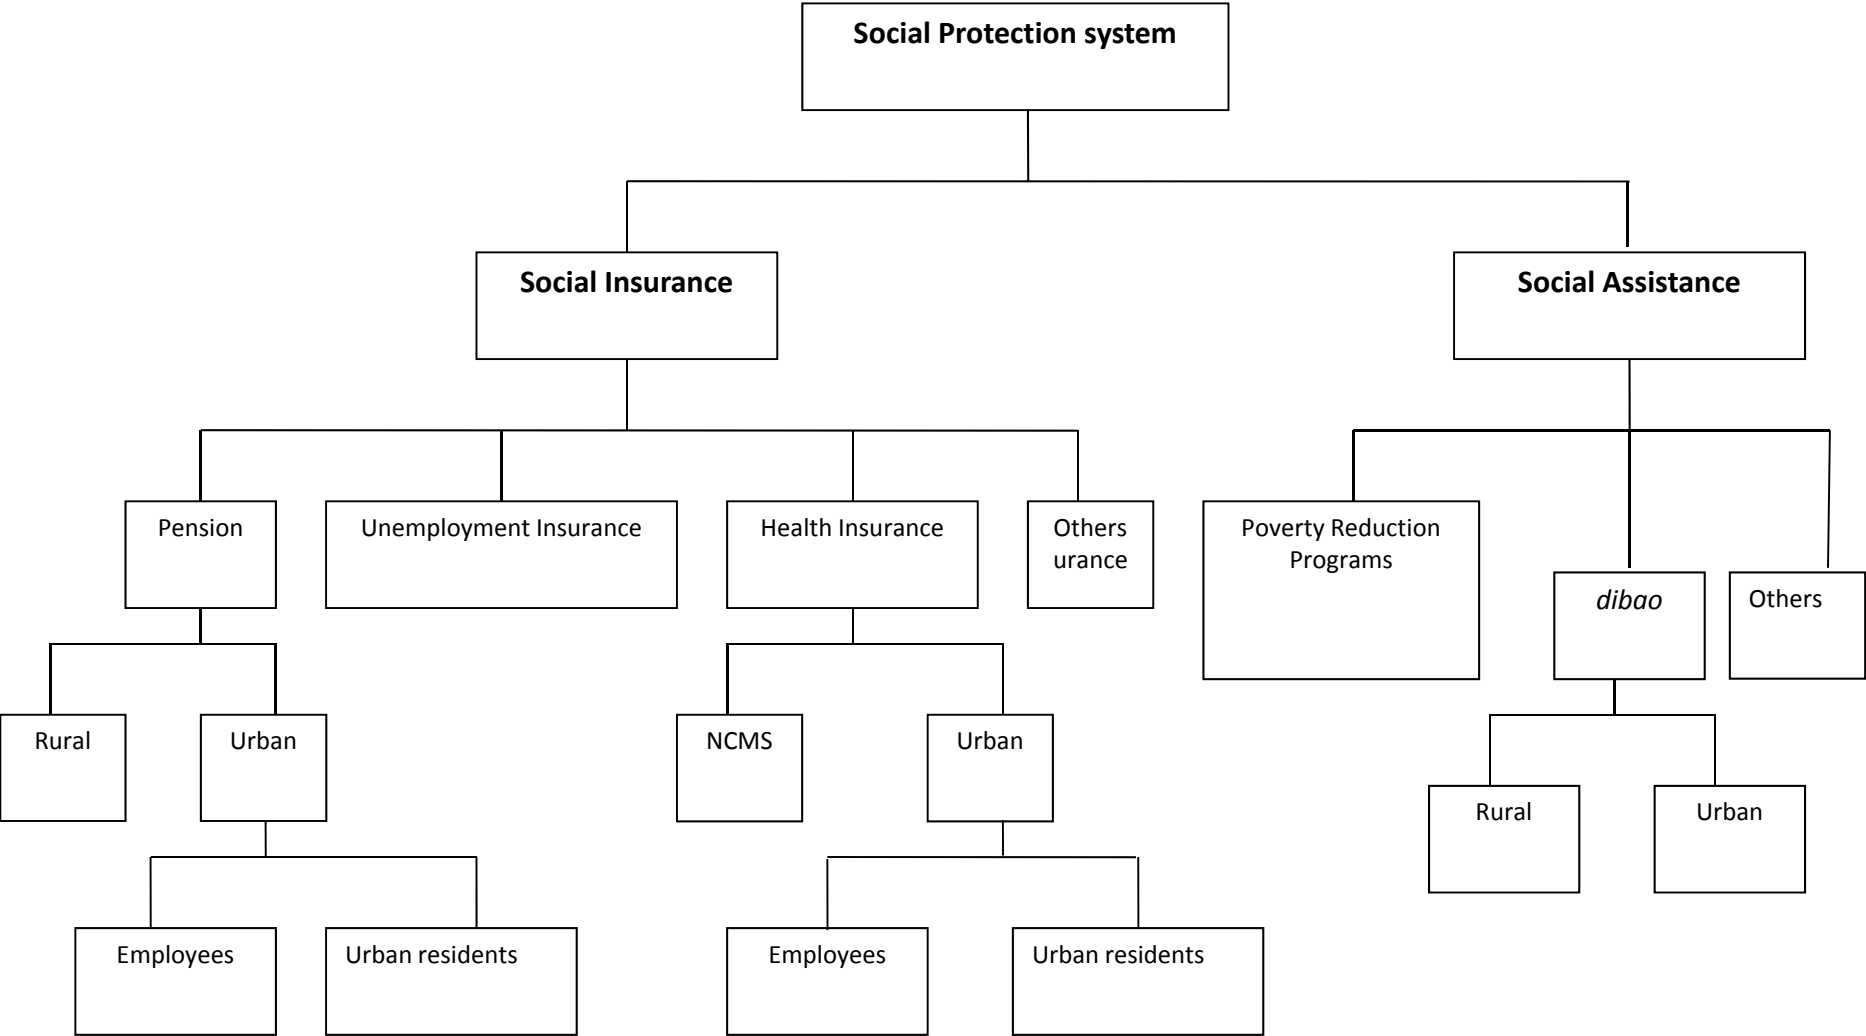 Social Protection system
Social Insurance
Social Assistance
Pension
Unemployment Insurance
Health Insurance
Others
urance
Poverty Reduction
Programs
dibao
Others
Rural
Urban
NCMS
Urban
Rural
Urban
Employees
Urban residents
Employees
Urban residents